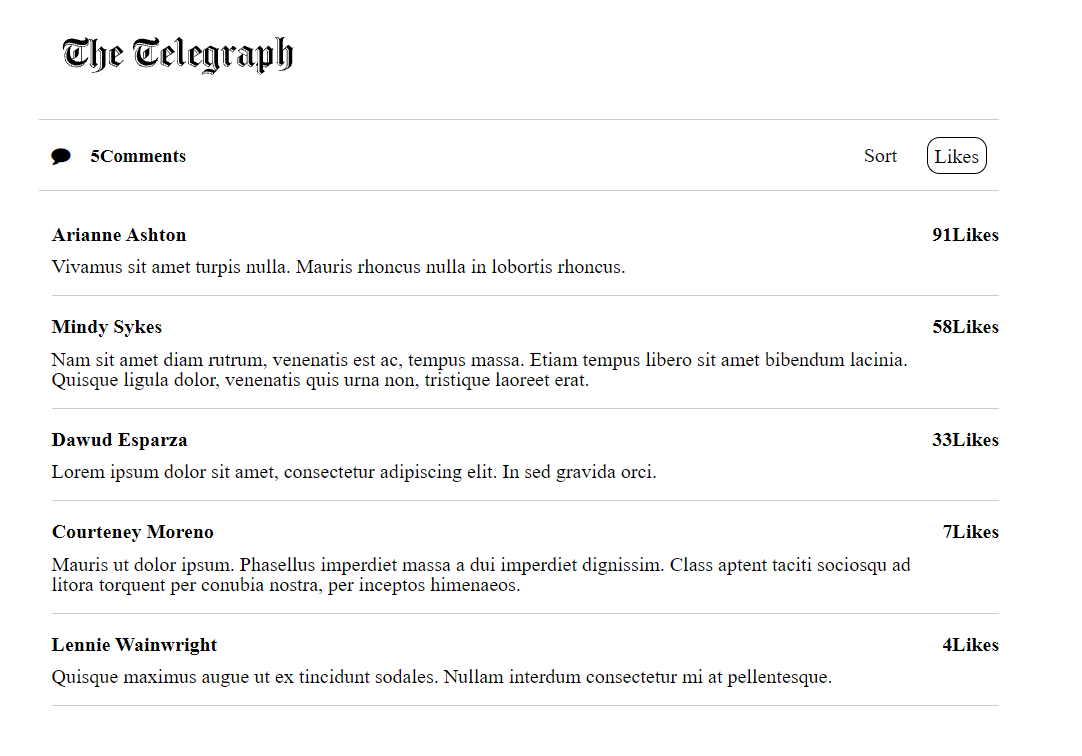 The Telegraph
5Comments
Sort
Likes
Arianne Ashton
91Likes
Vivamus sit amet turpis nulla. Mauris rhoncus nulla in lobortis rhoncus.
Mindy Sykes
58Likes
Nam sit amet diam rutrum, venenatis est ac, tempus massa. Etiam tempus libero sit amet bibendum lacinia.
Quisque ligula dolor, venenatis quis urna non, tristique laoreet erat.
Dawud Esparza
33Likes
Lorem ipsum dolor sit amet, consectetur adipiscing elit. In sed gravida orci.
Courteney Moreno
7Likes
Mauris ut dolor ipsum. Phasellus imperdiet massa a dui imperdiet dignissim. Class aptent taciti sociosqu ad
litora torquent per conubia nostra, per inceptos himenaeos.
Lennie Wainwright
4Likes
Quisque maximus augue ut ex tincidunt sodales. Nullam interdum consectetur mi at pellentesque.